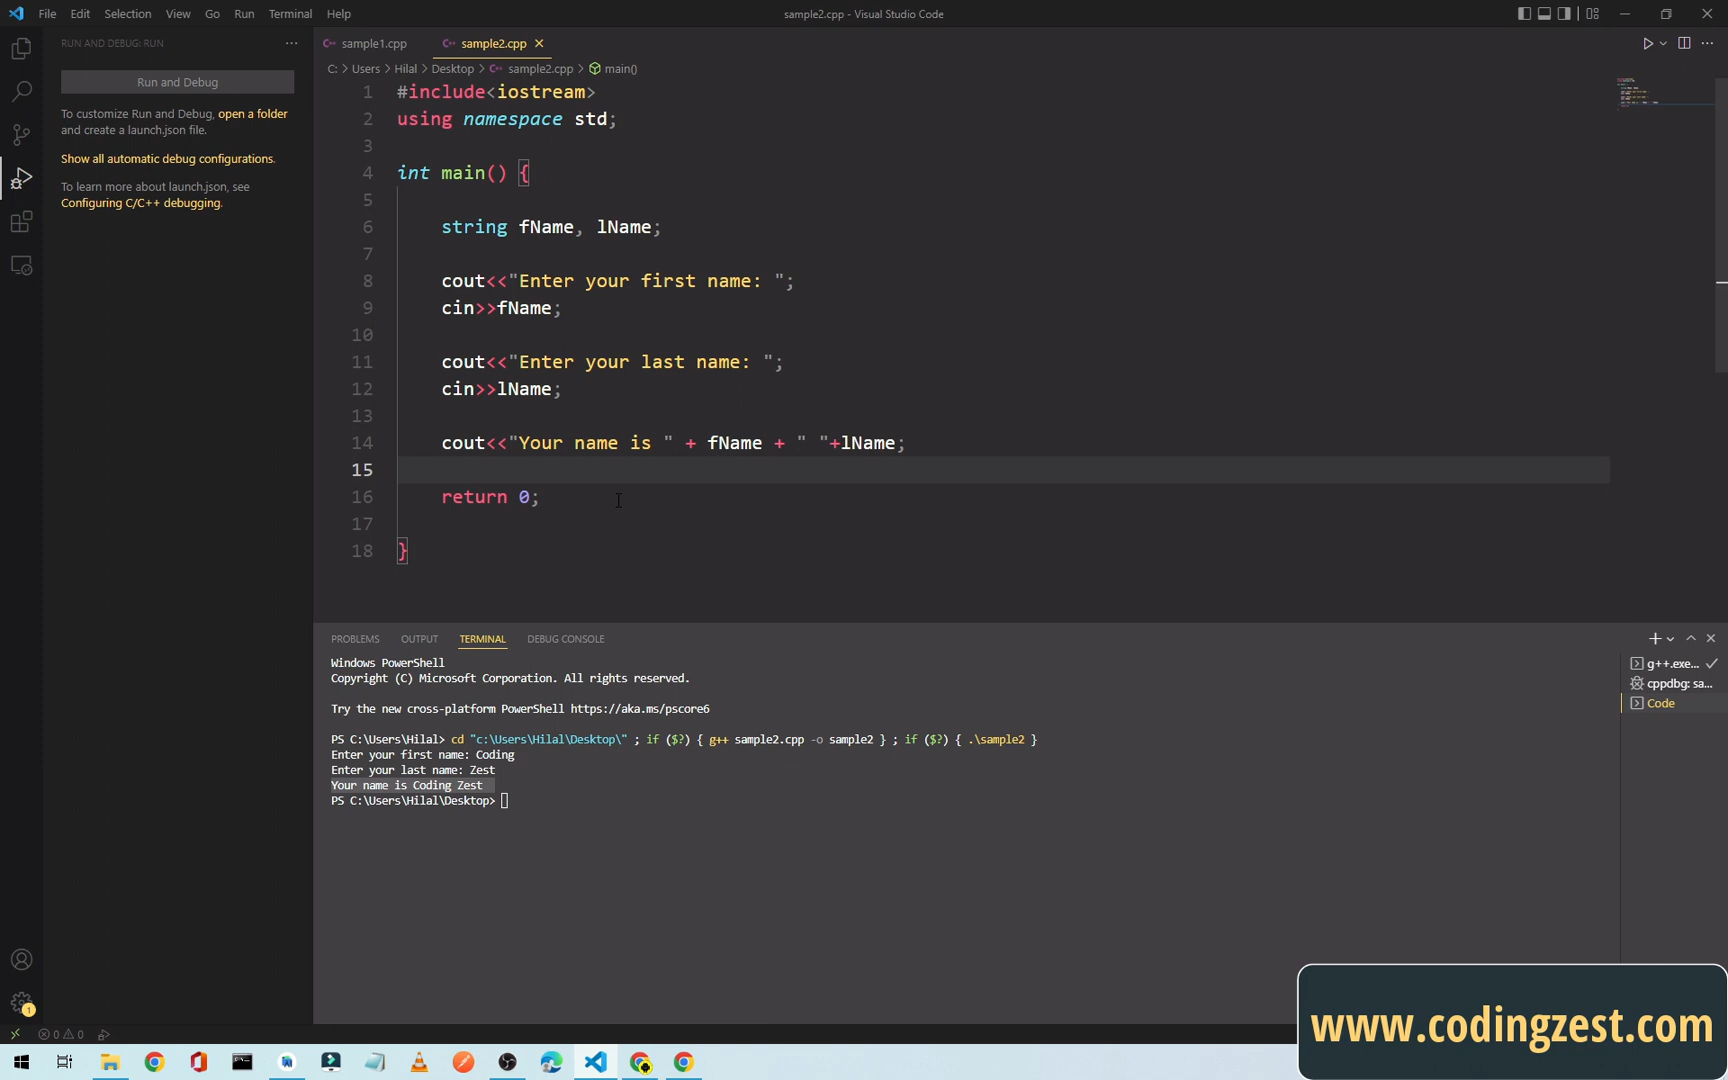 File Edit Selection View Go Run Terminal Help
sample2.cpp - Visual Studio Code
RUN AND DEBUG: RUN
Run and Debug
To customize Run and Debug, open a folder
and create a launch.json file.
Show all automatic debug configurations.
To learn more about launch.json, see
Configuring C/C++ debugging.
sample1.cpp sample2.cpp
C: > Users > Hilal > Desktop > sample2.cpp > main()
1 #include<iostream>
2 using namespace std;
3
4 int main() {
5
6 string fName, lName;
7
8 cout<<"Enter your first name: ";
9 cin>>fName;
10
11 cout<<"Enter your last name: ";
12 cin>>lName;
13
14 cout<<"Your name is " + fName + " "+lName;
15
16 return 0;
17
18 }
PROBLEMS OUTPUT TERMINAL DEBUG CONSOLE
Windows PowerShell
Copyright (C) Microsoft Corporation. All rights reserved.
Try the new cross-platform PowerShell https://aka.ms/pscore6
PS C:\Users\Hilal> cd "c:\Users\Hilal\Desktop\" ; if ($?) { g++ sample2.cpp -o sample2 } ; if ($?) { .\sample2 }
Enter your first name: Coding
Enter your last name: Zest
Your name is Coding Zest
PS C:\Users\Hilal\Desktop>
g++.exe...
cppdbg: sa...
Code
1
0 0
www.codingzest.com